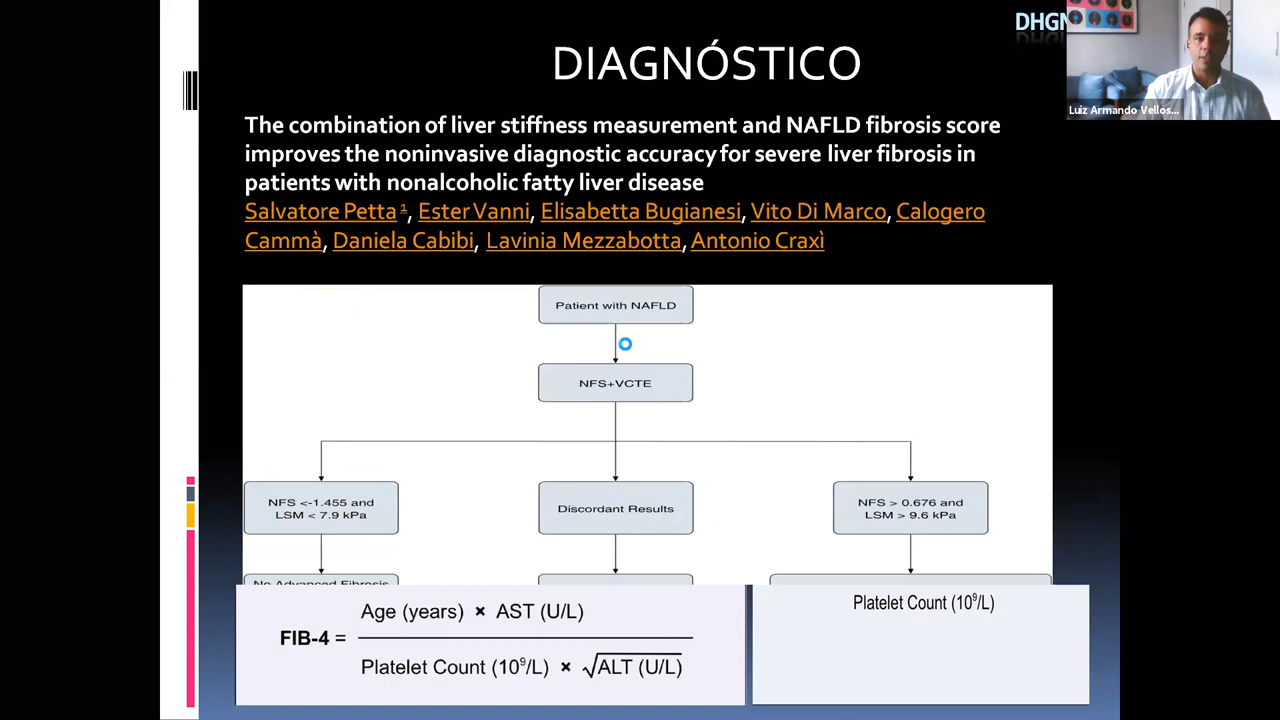 DIAGNÓSTICO
Luiz Armando Vellos...
The combination of liver stiffness measurement and NAFLD fibrosis score
improves the noninvasive diagnostic accuracy for severe liver fibrosis in
patients with nonalcoholic fatty liver disease
Salvatore Petta 1, Ester Vanni, Elisabetta Bugianesi, Vito Di Marco, Calogero
Cammà, Daniela Cabibi, Lavinia Mezzabotta, Antonio Craxì
Patient with NAFLD
NFS+VCTE
NFS <-1.455 and
LSM < 7.9 kPa
Discordant Results
NFS > 0.676 and
LSM > 9.6 kPa
No Advanced Fibrosis
FIB-4 =
Age (years) × AST (U/L)
Platelet Count (10⁹/L) × √ALT (U/L)
Platelet Count (10⁹/L)